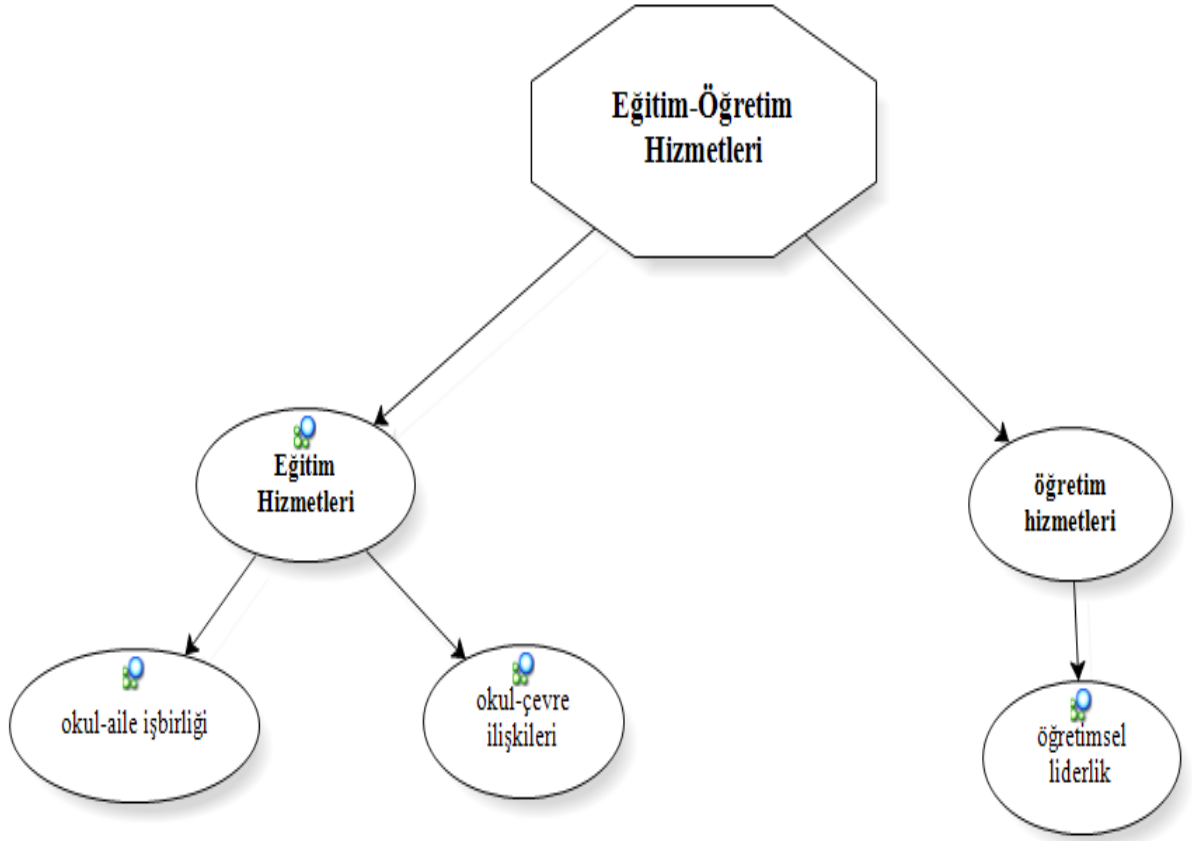 Eğitim-Öğretim
Hizmetleri
Eğitim
Hizmetleri
öğretim
hizmetleri
okul-aile işbirliği
okul-çevre
ilişkileri
öğretimsel
liderlik